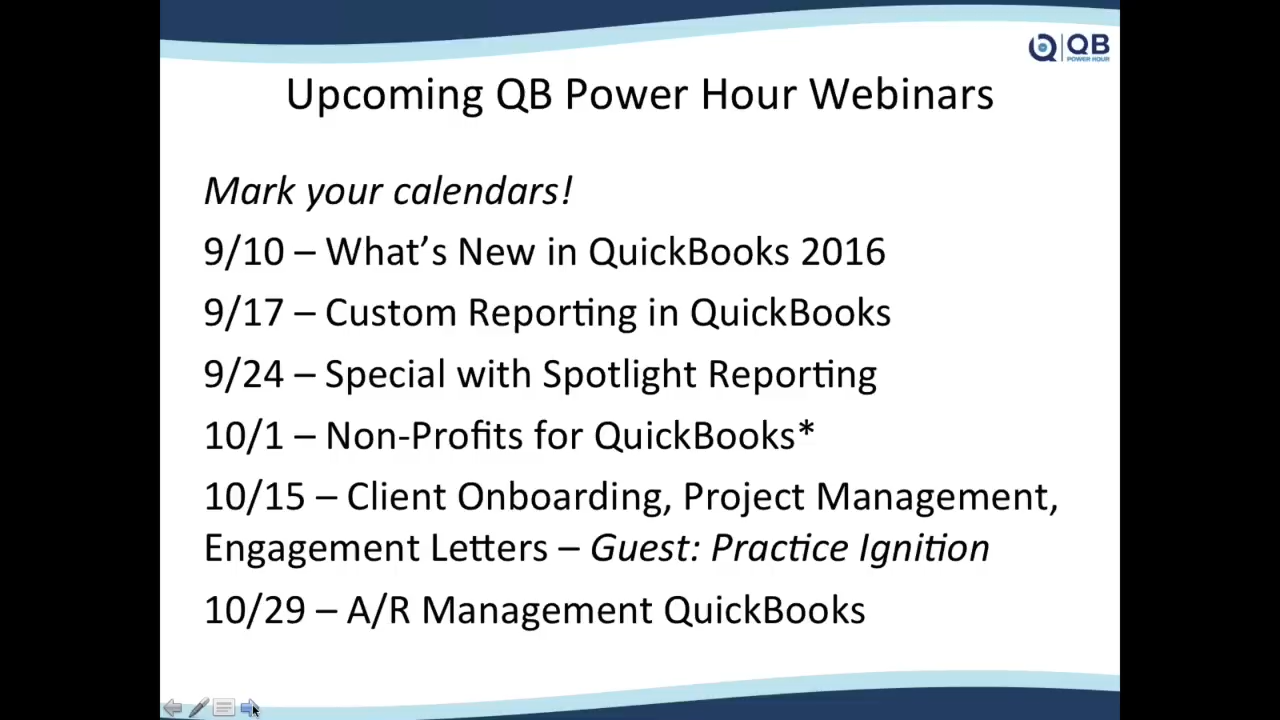 QB
POWER HOUR
Upcoming QB Power Hour Webinars
Mark your calendars!
9/10 – What’s New in QuickBooks 2016
9/17 – Custom Reporting in QuickBooks
9/24 – Special with Spotlight Reporting
10/1 – Non-Profits for QuickBooks*
10/15 – Client Onboarding, Project Management,
Engagement Letters – Guest: Practice Ignition
10/29 – A/R Management QuickBooks